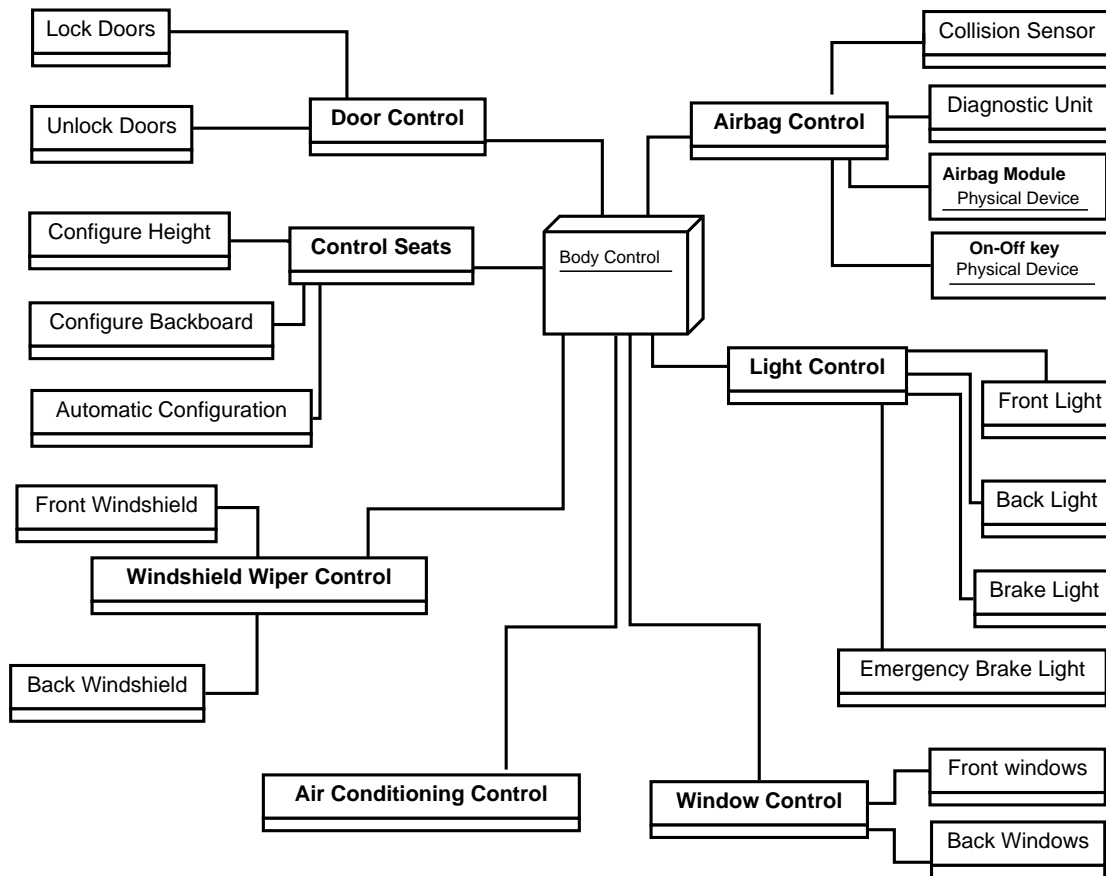 Lock Doors
Collision Sensor
Unlock Doors
Door Control
Airbag Control
Diagnostic Unit
Airbag Module
Physical Device
Configure Height
Control Seats
Body Control
On-Off key
Physical Device
Configure Backboard
Light Control
Automatic Configuration
Front Light
Front Windshield
Back Light
Windshield Wiper Control
Brake Light
Back Windshield
Emergency Brake Light
Air Conditioning Control
Window Control
Front windows
Back Windows